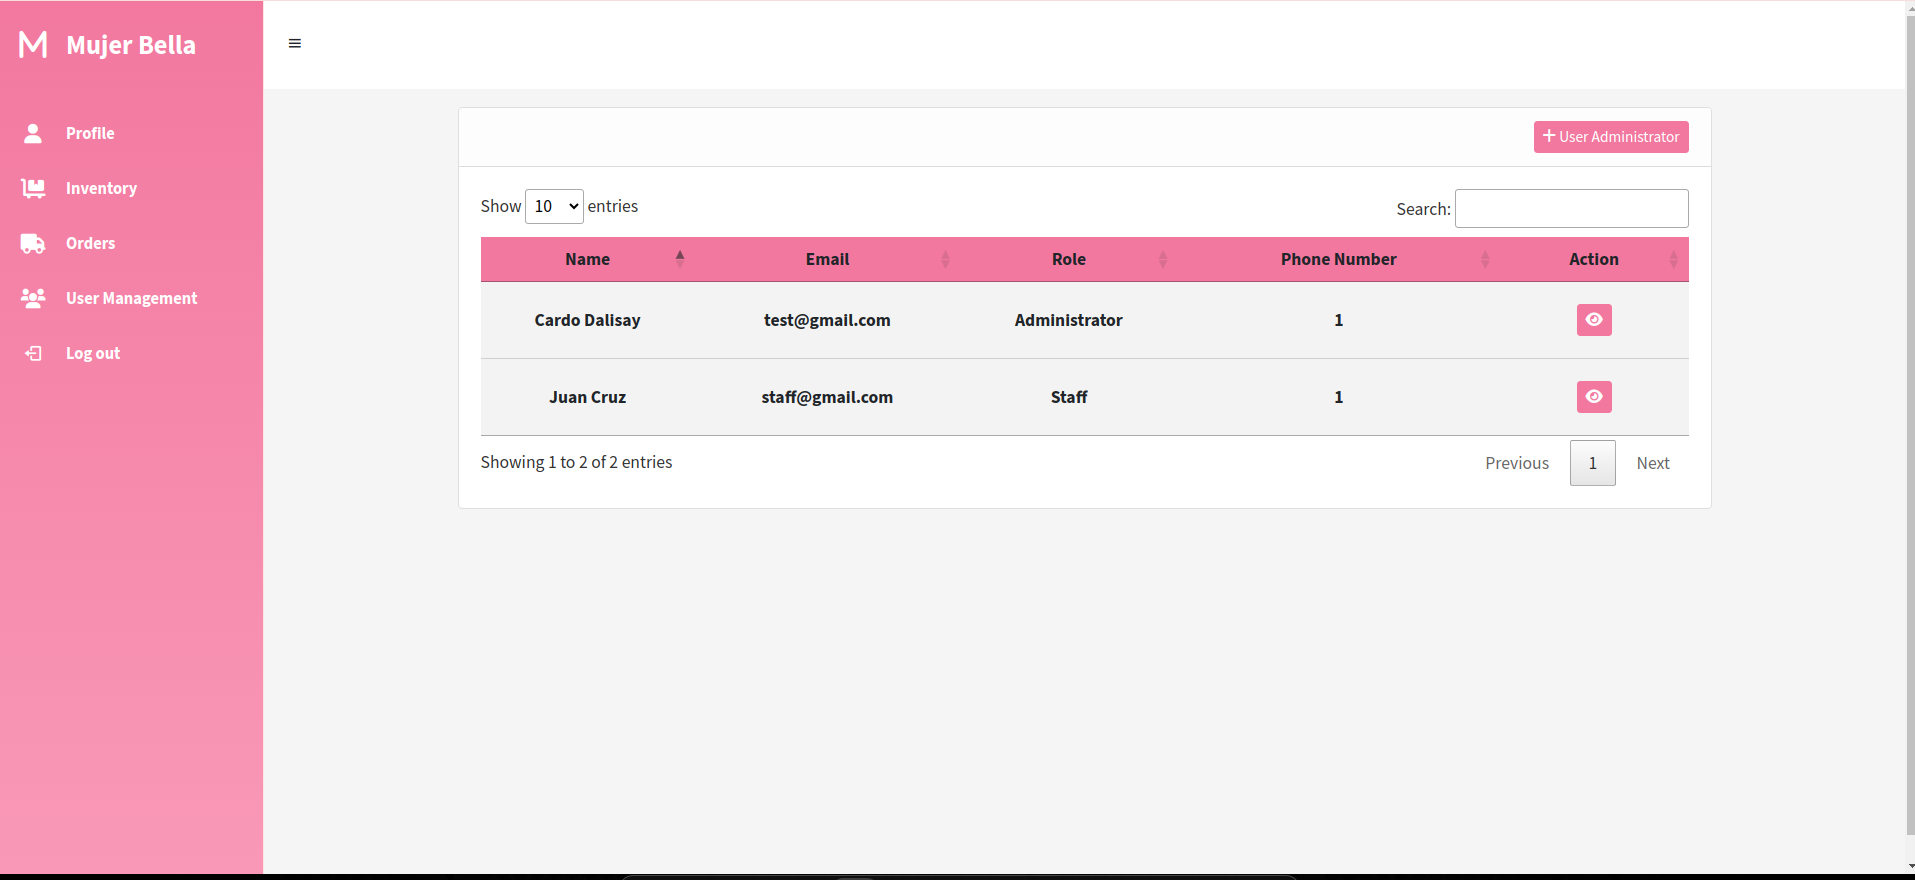 M Mujer Bella
Profile
Inventory
Orders
User Management
Log out
+ User Administrator
Show 10 entries
Search:
Name Email Role Phone Number Action
Cardo Dalisay test@gmail.com Administrator 1
Juan Cruz staff@gmail.com Staff 1
Showing 1 to 2 of 2 entries
Previous 1 Next